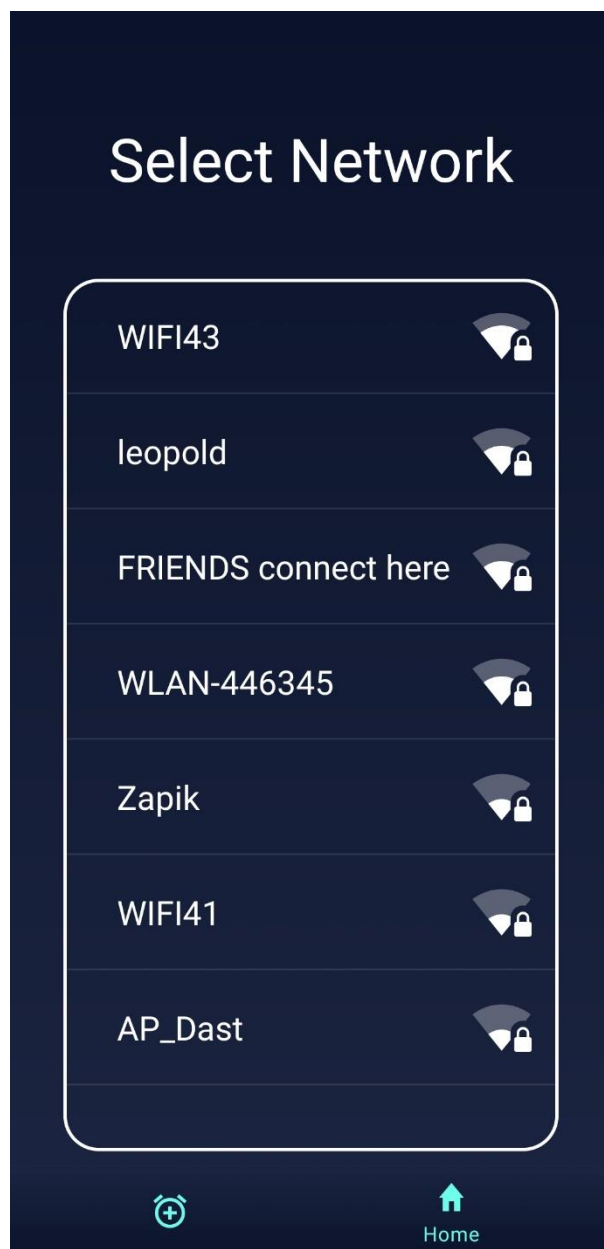 Select Network
WIFI43
leopold
FRIENDS connect here
WLAN-446345
Zapik
WIFI41
AP_Dast
Home